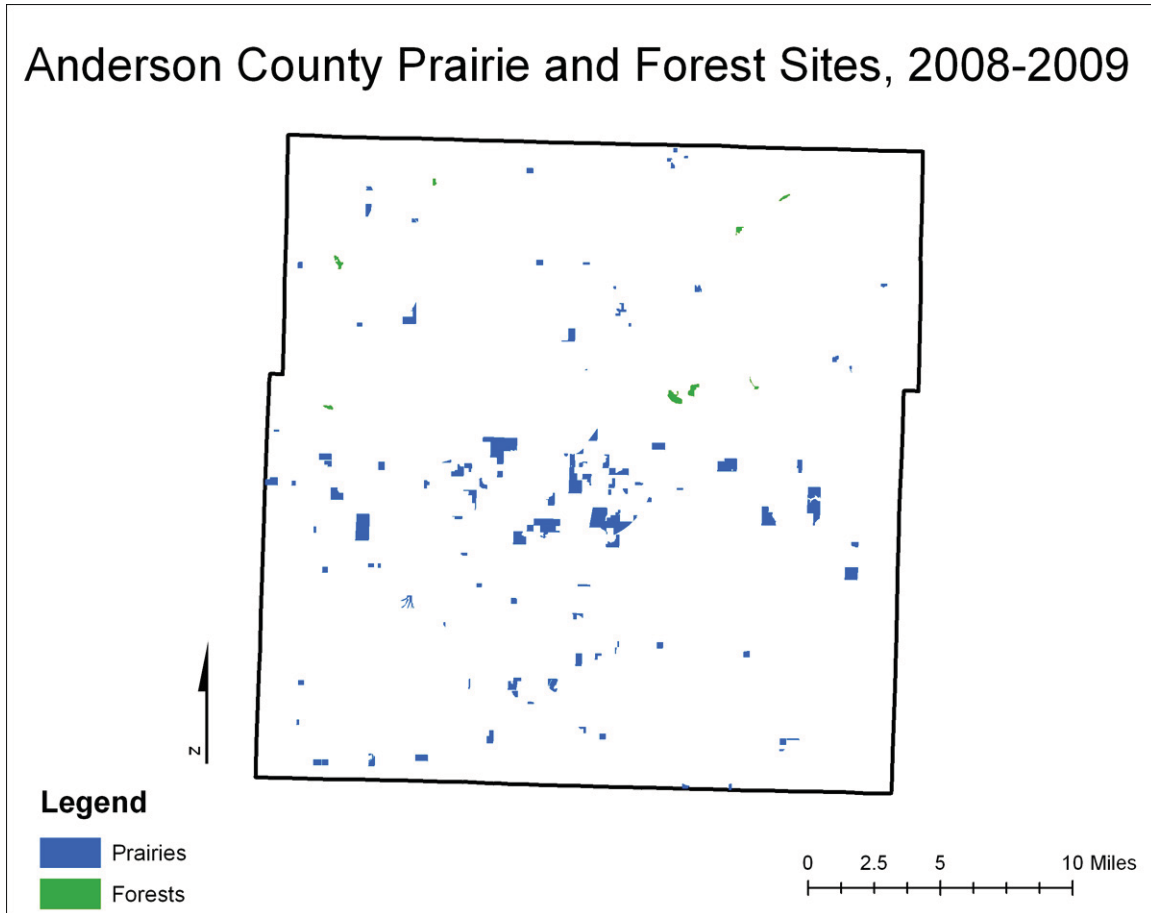 Anderson County Prairie and Forest Sites, 2008-2009
N
Legend
Prairies
Forests
0 2.5 5 10 Miles